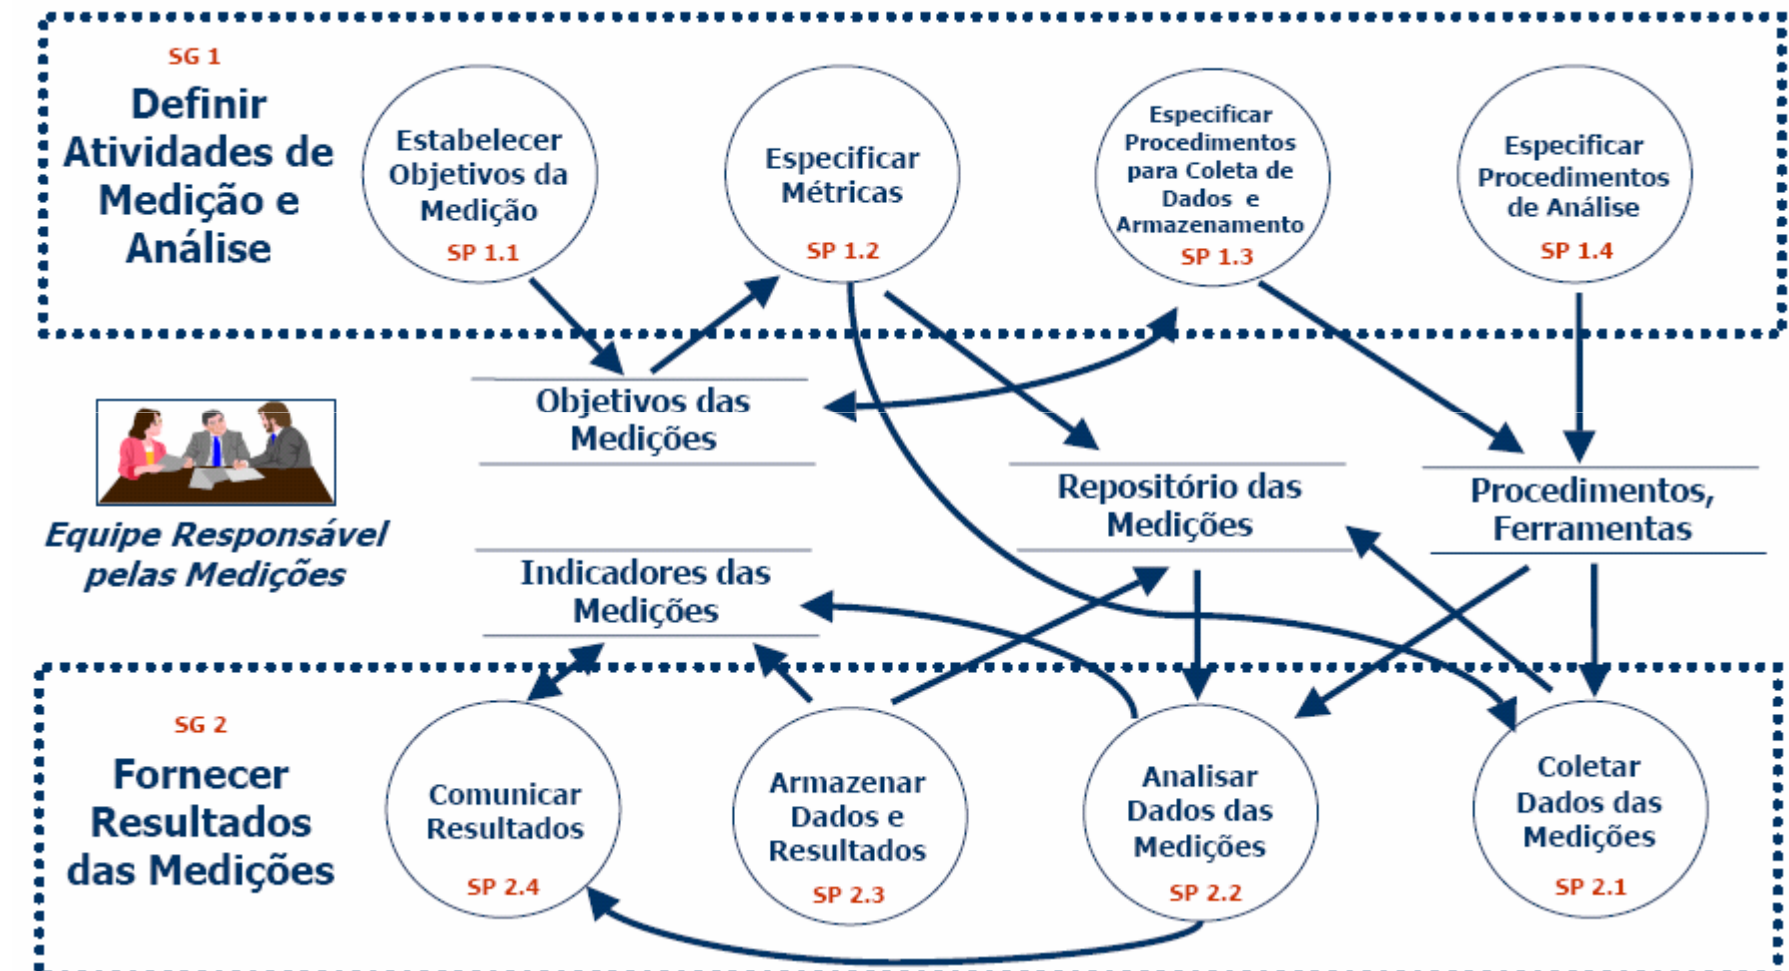 SG 1
Definir
Atividades de
Medição e
Análise
Estabelecer
Objetivos da
Medição
SP 1.1
Especificar
Métricas
SP 1.2
Especificar
Procedimentos
para Coleta de
Dados e
Armazenamento
SP 1.3
Especificar
Procedimentos
de Análise
SP 1.4
Objetivos das
Medições
Repositório das
Medições
Procedimentos,
Ferramentas
Equipe Responsável
pelas Medições
Indicadores das
Medições
SG 2
Fornecer
Resultados
das Medições
Comunicar
Resultados
SP 2.4
Armazenar
Dados e
Resultados
SP 2.3
Analisar
Dados das
Medições
SP 2.2
Coletar
Dados das
Medições
SP 2.1